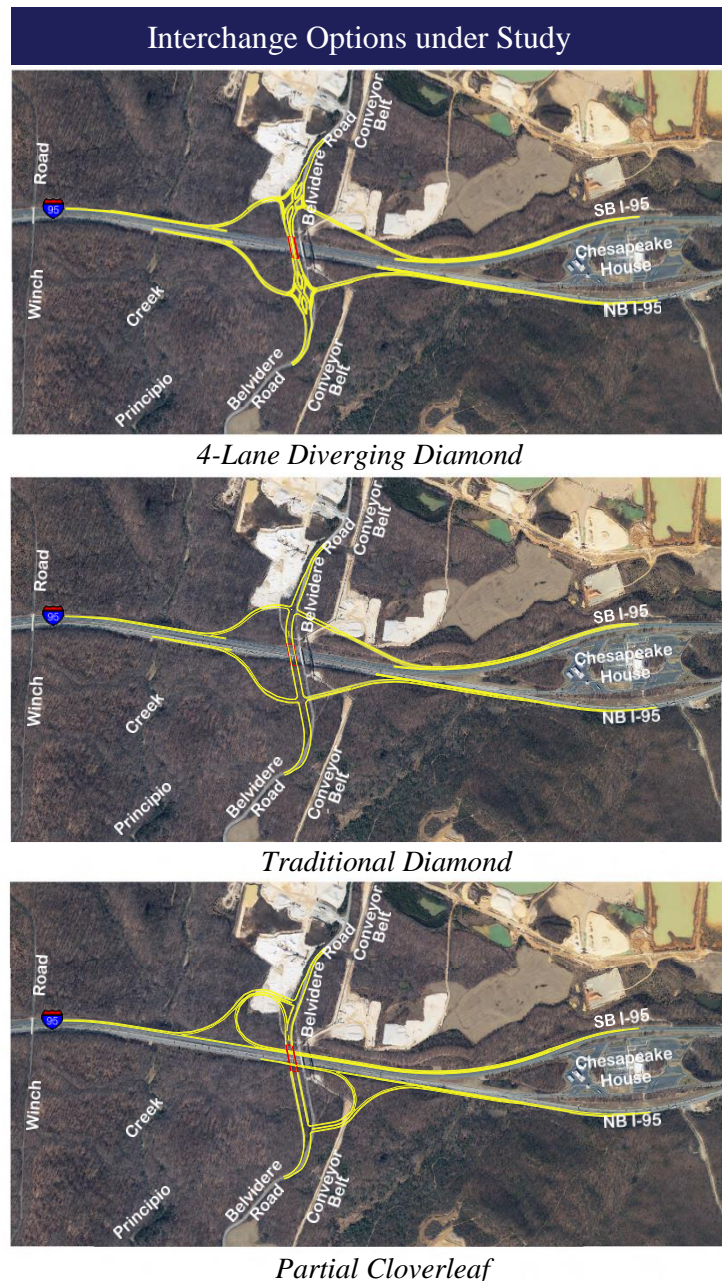 Interchange Options under Study
Belvidere Road
Conveyor
Belt
Road
95
SB I-95
Chesapeake
House
NB I-95
Winch
Creek
Principio
Belvidere
Road
Conveyor
Belt
4-Lane Diverging Diamond
Belvidere Road
Conveyor
Belt
Road
95
SB I-95
Chesapeake
House
NB I-95
Winch
Creek
Principio
Belvidere
Road
Conveyor
Belt
Traditional Diamond
Belvidere Road
Conveyor
Belt
Road
95
SB I-95
Chesapeake
House
NB I-95
Winch
Creek
Principio
Belvidere
Road
Conveyor
Belt
Partial Cloverleaf